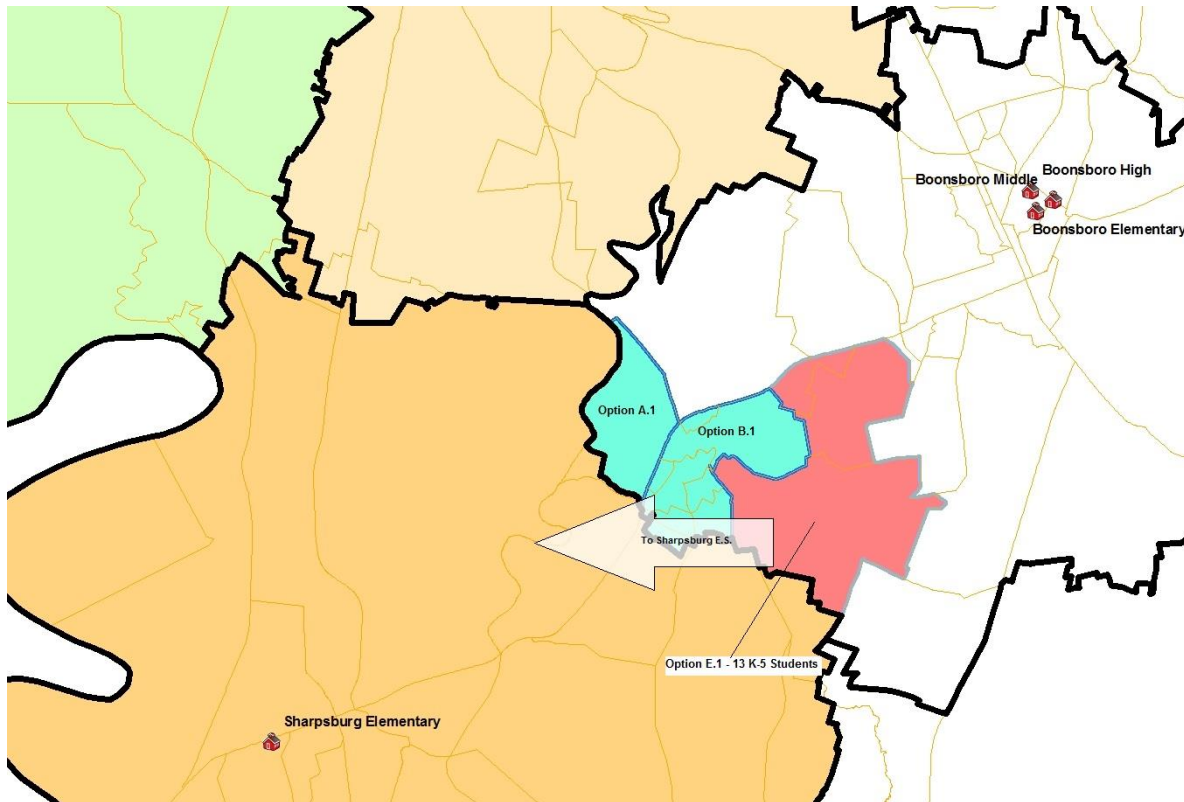 Boonsboro High
Boonsboro Middle
Boonsboro Elementary
Option A.1
Option B.1
To Sharpsburg E.S.
Option E.1 - 13 K-5 Students
Sharpsburg Elementary